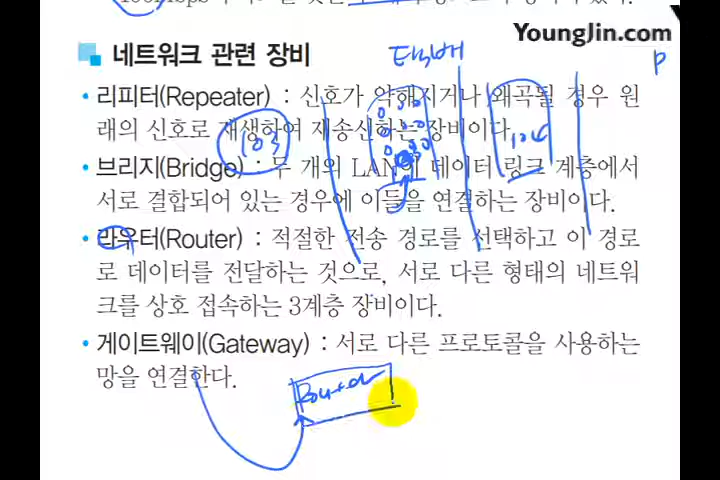 YoungJin.com
네트워크 관련 장비
• 리피터(Repeater) : 신호가 약해지거나 왜곡될 경우 원
래의 신호로 재생하여 재송신하는 장비이다.
• 브리지(Bridge) : 두 개의 LAN이 데이터 링크 계층에서
서로 결합되어 있는 경우에 이들을 연결하는 장비이다.
• 라우터(Router) : 적절한 전송 경로를 선택하고 이 경로
로 데이터를 전달하는 것으로, 서로 다른 형태의 네트워
크를 상호 접속하는 3계층 장비이다.
• 게이트웨이(Gateway) : 서로 다른 프로토콜을 사용하는
망을 연결한다.
103
104
Router
P